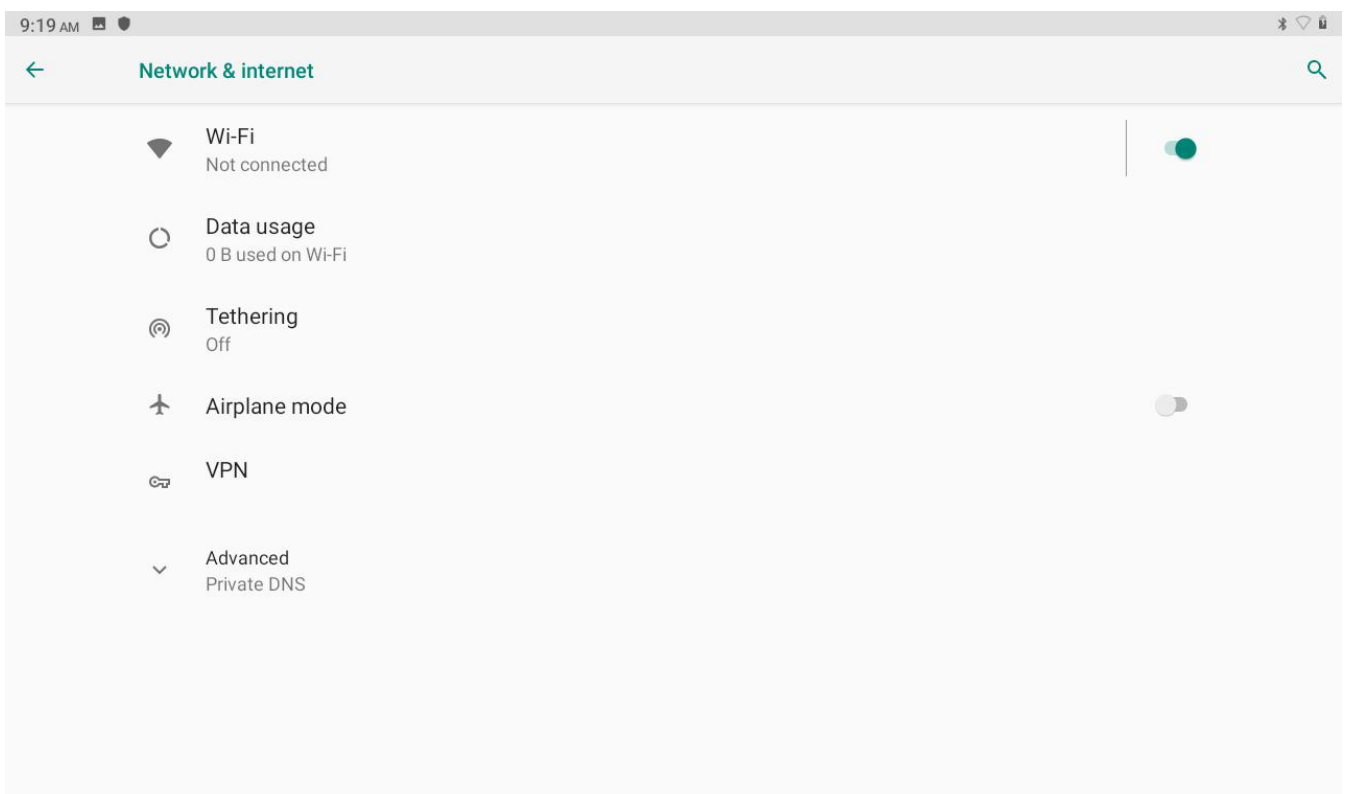 9:19 AM
Network & internet
Wi-Fi
Not connected
Data usage
0 B used on Wi-Fi
Tethering
Off
Airplane mode
VPN
Advanced
Private DNS